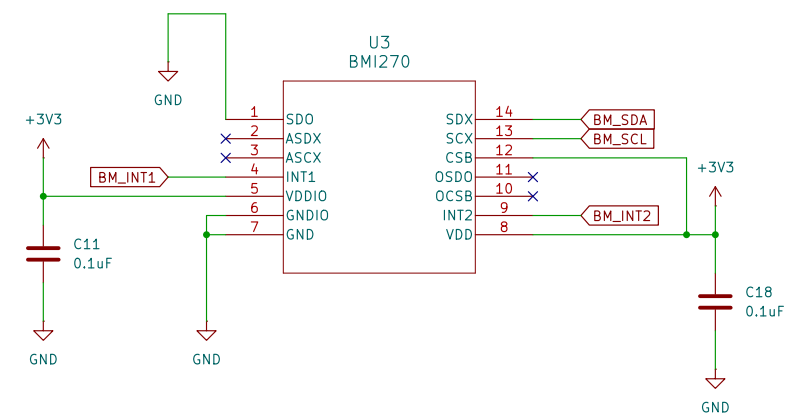 U3
BMI270
GND
+3V3
1 SDO
2 ASDX
3 ASCX
BM_INT1 4 INT1
5 VDDIO
6 GNDIO
7 GND
SDX 14 BM_SDA
SCX 13 BM_SCL
CSB 12
OSDO 11
OCSB 10
INT2 9 BM_INT2
VDD 8
+3V3
C11
0.1uF
GND
GND
C18
0.1uF
GND